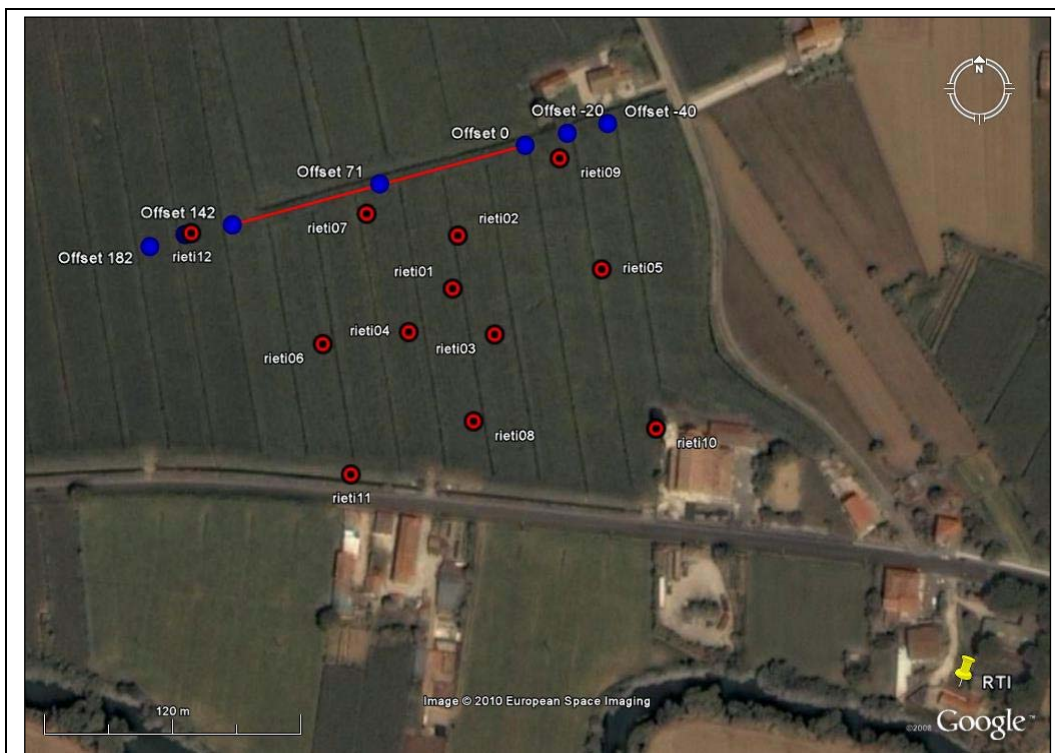 N
Offset -20
Offset -40
Offset 0
rieti09
Offset 71
Offset 142
rieti07
rieti02
Offset 182
rieti12
rieti01
rieti05
rieti04
rieti03
rieti06
rieti08
rieti10
rieti11
RTI
Image © 2010 European Space Imaging
120 m
©2008 Google™